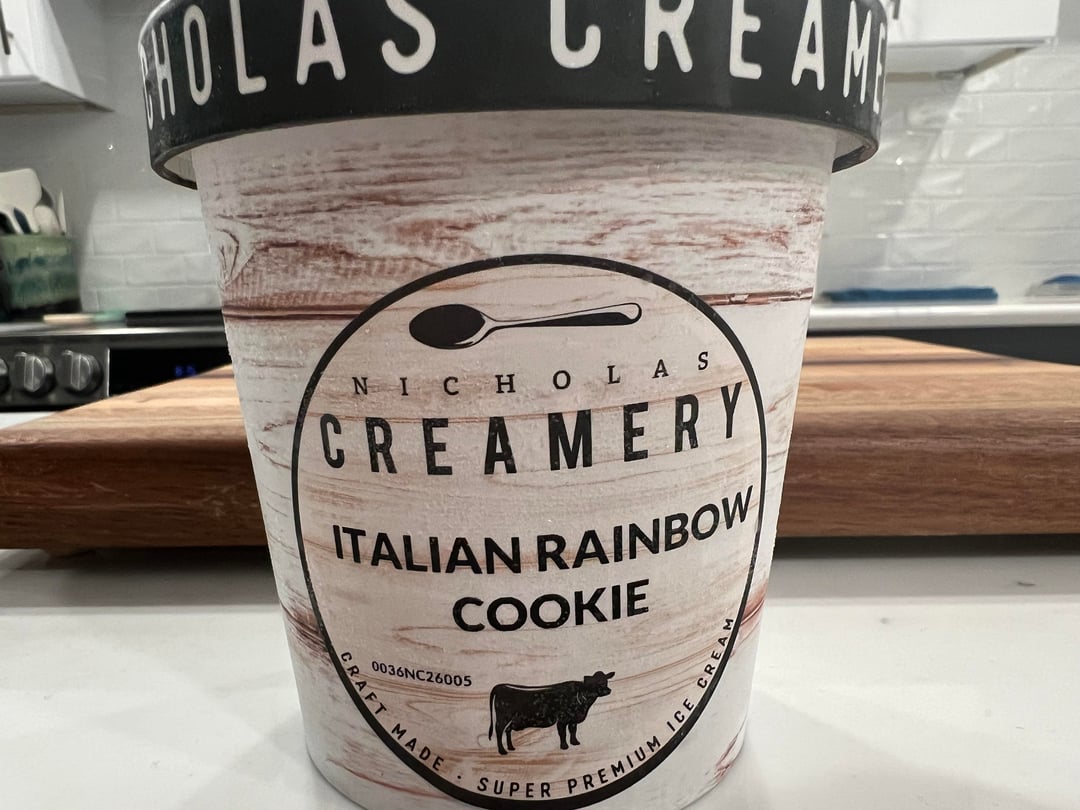 CHOLAS CREAME
NICHOLAS
CREAMERY
ITALIAN RAINBOW
COOKIE
0036NC26005
CRAFT MADE · SUPER PREMIUM ICE CREAM